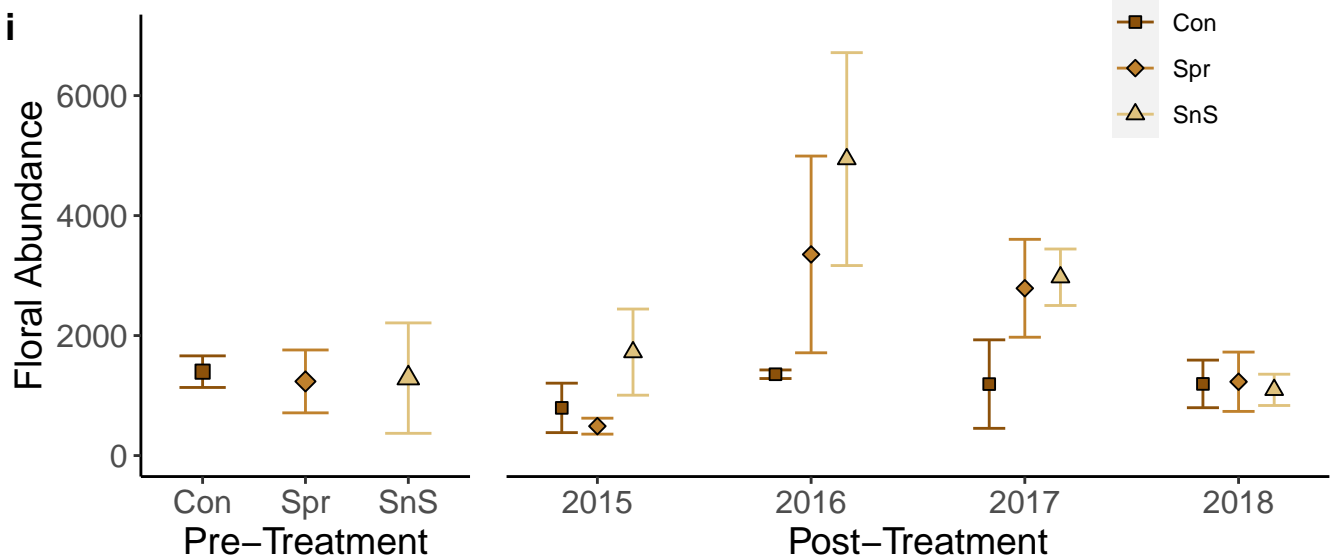 i
Con
Spr
SnS
Floral Abundance
6000
4000
2000
0
Con Spr SnS
2015 2016 2017 2018
Pre−Treatment
Post−Treatment